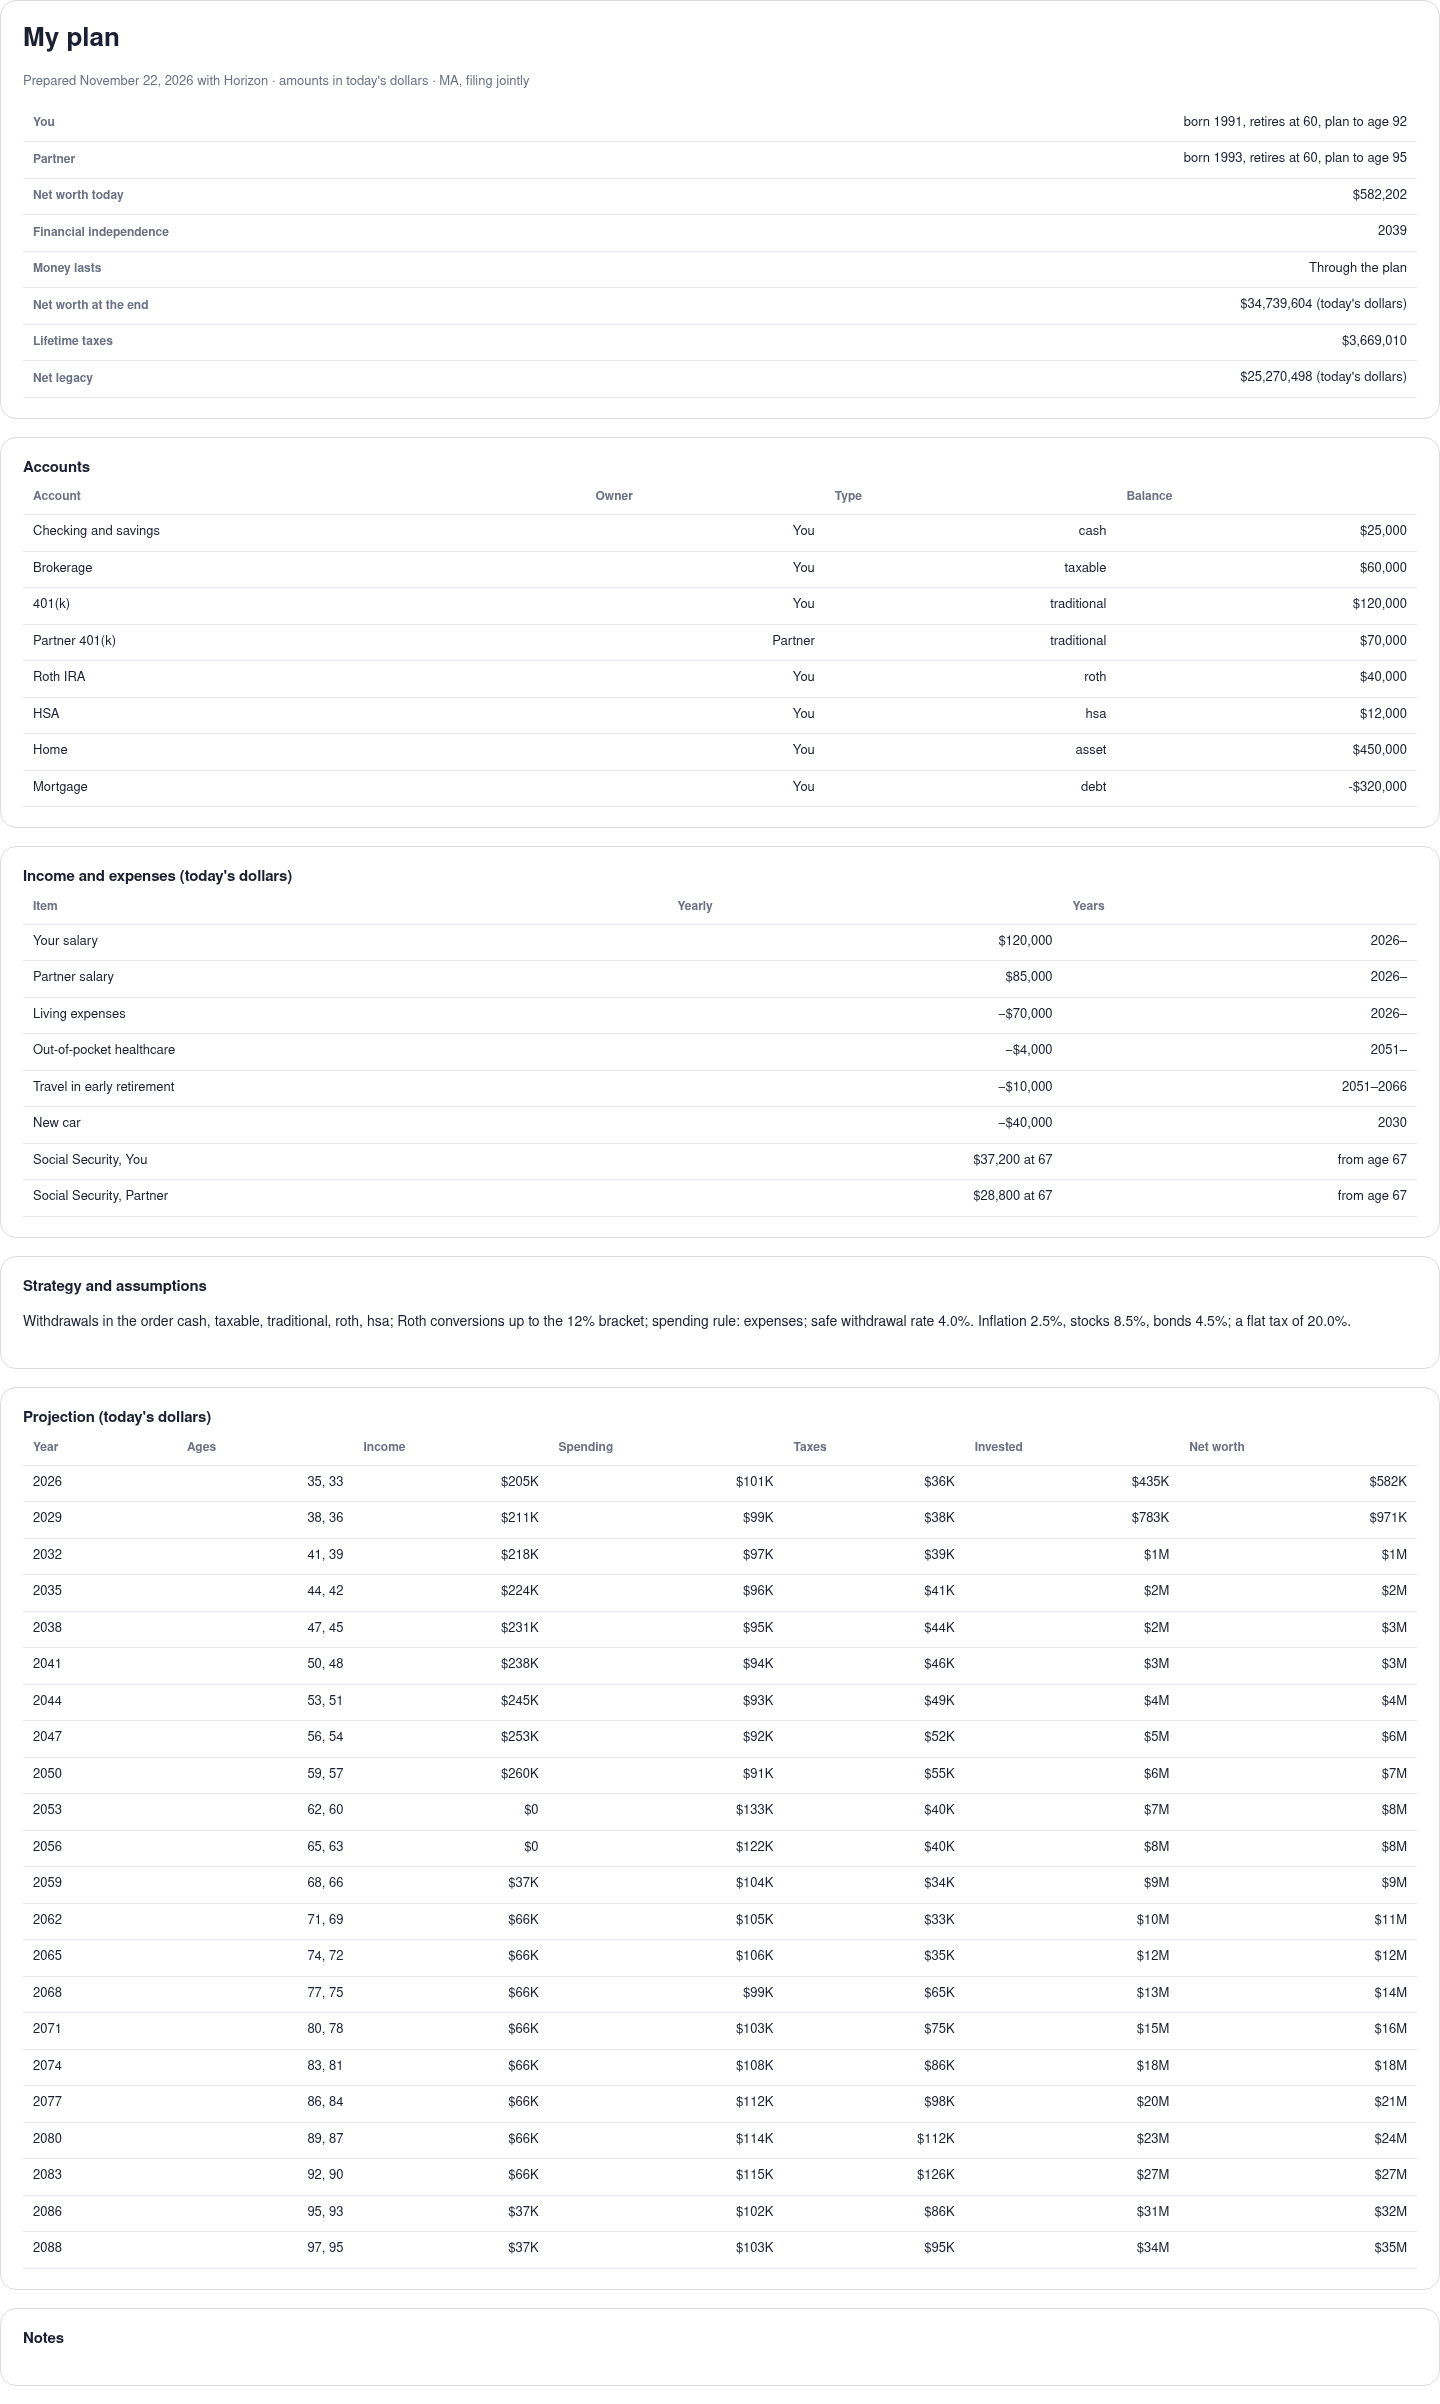 My plan
Prepared November 22, 2026 with Horizon · amounts in today's dollars · MA, filing jointly
You born 1991, retires at 60, plan to age 92
Partner born 1993, retires at 60, plan to age 95
Net worth today $582,202
Financial independence 2039
Money lasts Through the plan
Net worth at the end $34,739,604 (today's dollars)
Lifetime taxes $3,669,010
Net legacy $25,270,498 (today's dollars)
Accounts
Account Owner Type Balance
Checking and savings You cash $25,000
Brokerage You taxable $60,000
401(k) You traditional $120,000
Partner 401(k) Partner traditional $70,000
Roth IRA You roth $40,000
HSA You hsa $12,000
Home You asset $450,000
Mortgage You debt -$320,000
Income and expenses (today's dollars)
Item Yearly Years
Your salary $120,000 2026–
Partner salary $85,000 2026–
Living expenses –$70,000 2026–
Out-of-pocket healthcare –$4,000 2051–
Travel in early retirement –$10,000 2051–2066
New car –$40,000 2030
Social Security, You $37,200 at 67 from age 67
Social Security, Partner $28,800 at 67 from age 67
Strategy and assumptions
Withdrawals in the order cash, taxable, traditional, roth, hsa; Roth conversions up to the 12% bracket; spending rule: expenses; safe withdrawal rate 4.0%. Inflation 2.5%, stocks 8.5%, bonds 4.5%; a flat tax of 20.0%.
Projection (today's dollars)
Year Ages Income Spending Taxes Invested Net worth
2026 35, 33 $205K $101K $36K $435K $582K
2029 38, 36 $211K $99K $38K $783K $971K
2032 41, 39 $218K $97K $39K $1M $1M
2035 44, 42 $224K $96K $41K $2M $2M
2038 47, 45 $231K $95K $44K $2M $3M
2041 50, 48 $238K $94K $46K $3M $3M
2044 53, 51 $245K $93K $49K $4M $4M
2047 56, 54 $253K $92K $52K $5M $6M
2050 59, 57 $260K $91K $55K $6M $7M
2053 62, 60 $0 $133K $40K $7M $8M
2056 65, 63 $0 $122K $40K $8M $8M
2059 68, 66 $37K $104K $34K $9M $9M
2062 71, 69 $66K $105K $33K $10M $11M
2065 74, 72 $66K $106K $35K $12M $12M
2068 77, 75 $66K $99K $65K $13M $14M
2071 80, 78 $66K $103K $75K $15M $16M
2074 83, 81 $66K $108K $86K $18M $18M
2077 86, 84 $66K $112K $98K $20M $21M
2080 89, 87 $66K $114K $112K $23M $24M
2083 92, 90 $66K $115K $126K $27M $27M
2086 95, 93 $37K $102K $86K $31M $32M
2088 97, 95 $37K $103K $95K $34M $35M
Notes